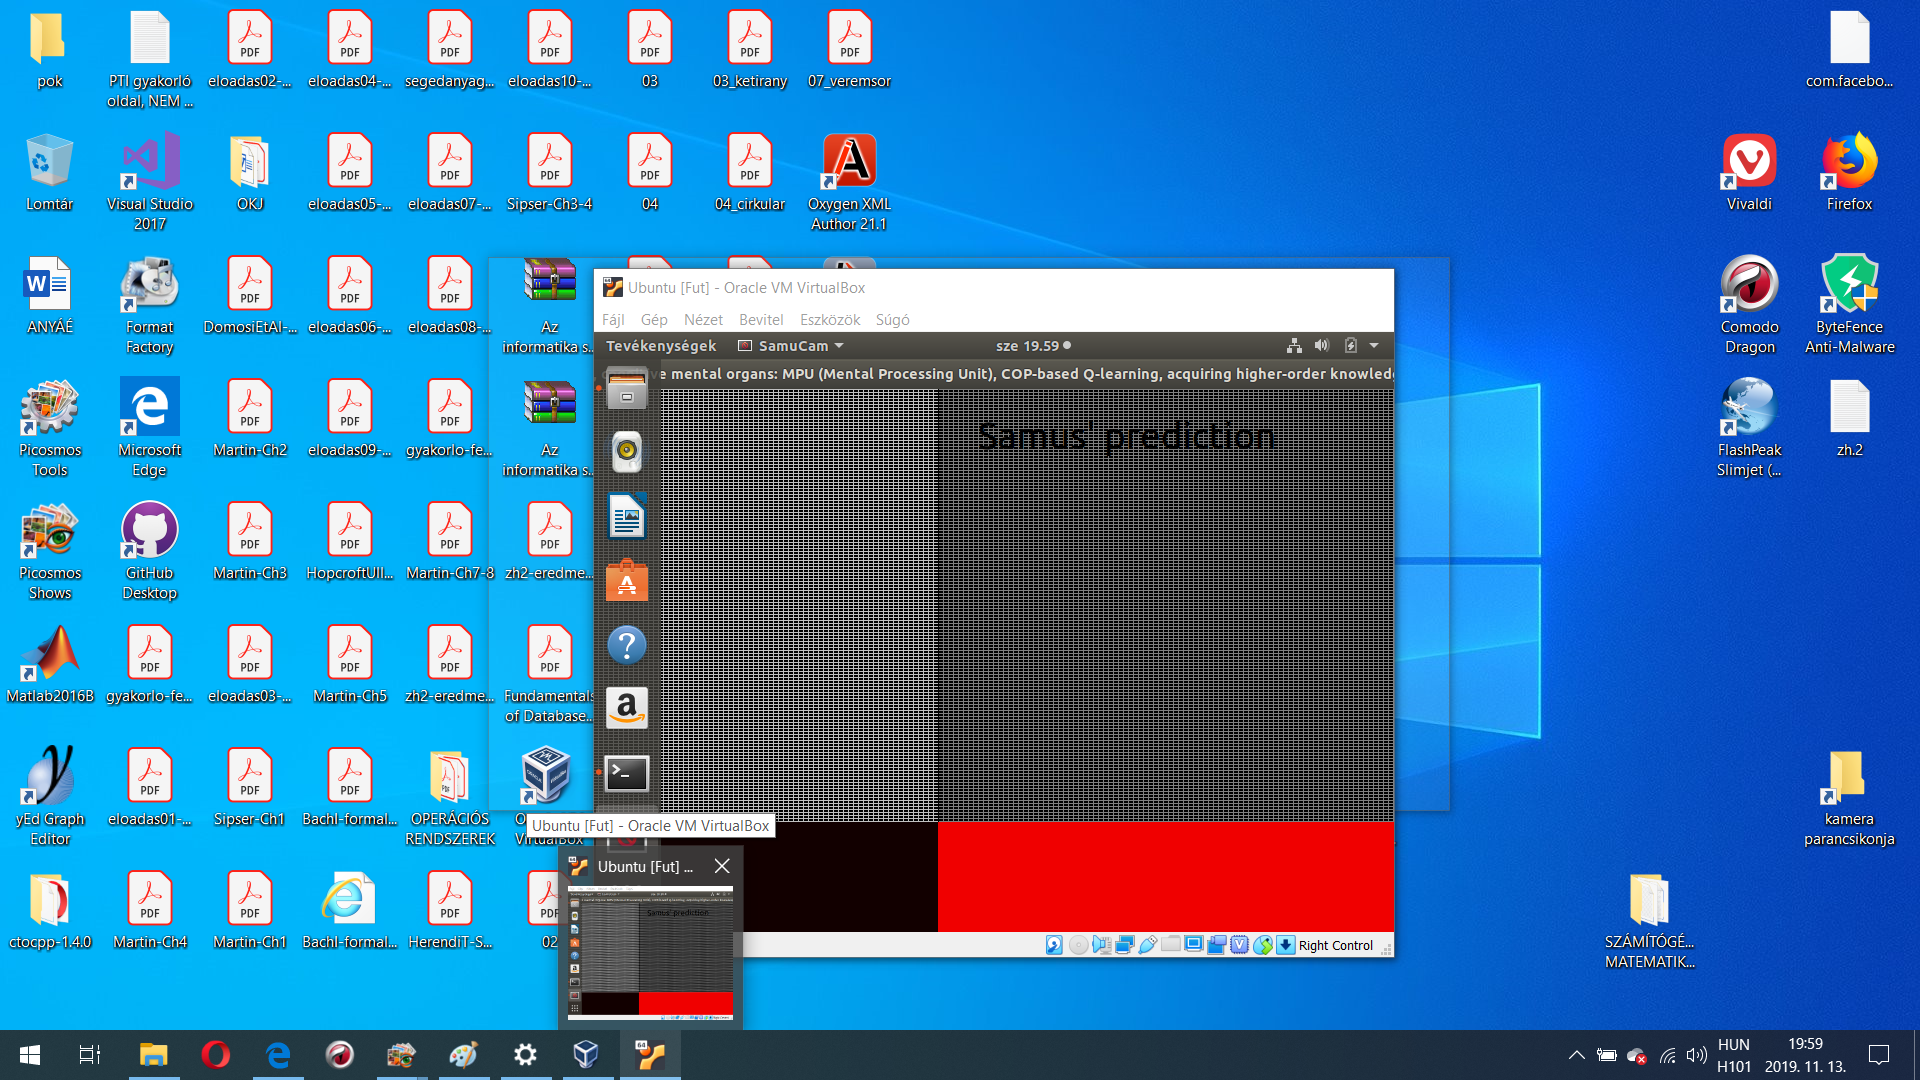 pok
PTI gyakorló
oldal, NEM ...
eloadas02-...
eloadas04-...
segedanyag...
eloadas10-...
03
03_ketirany
07_veremsor
com.facebo...
Lomtár
Visual Studio
2017
OKJ
eloadas05-...
eloadas07-...
Sipser-Ch3-4
04
04_cirkular
Oxygen XML
Author 21.1
Vivaldi
Firefox
ANYÁÉ
Format
Factory
DomosiEtAl-...
eloadas06-...
eloadas08-...
Az
informatika s...
Comodo
Dragon
ByteFence
Anti-Malware
Picosmos
Tools
Microsoft
Edge
Martin-Ch2
eloadas09-...
gyakorlo-fe...
Az
informatika s...
FlashPeak
Slimjet (...
zh.2
Picosmos
Shows
GitHub
Desktop
Martin-Ch3
HopcroftUll...
Martin-Ch7-8
zh2-eredme...
Matlab2016B
gyakorlo-fe...
eloadas03-...
Martin-Ch5
zh2-eredme...
Fundamentals
of Database...
yEd Graph
Editor
eloadas01-...
Sipser-Ch1
Bachl-formal...
OPERÁCIÓS
RENDSZEREK
VirtualBox
kamera
parancsikonja
ctocpp-1.4.0
Martin-Ch4
Martin-Ch1
Bachl-formal...
HerendiT-S...
02
SZÁMÍTÓGÉ...
MATEMATIK...
Ubuntu [Fut] - Oracle VM VirtualBox
Fájl Gép Nézet Bevitel Eszközök Súgó
Tevékenységek SamuCam sze 19.59
mental organs: MPU (Mental Processing Unit), COP-based Q-learning, acquiring higher-order knowled
Samus' prediction
Ubuntu [Fut] - Oracle VM VirtualBox
Ubuntu [Fut] ...
Samus' prediction
Right Control
HUN
H101
19:59
2019. 11. 13.